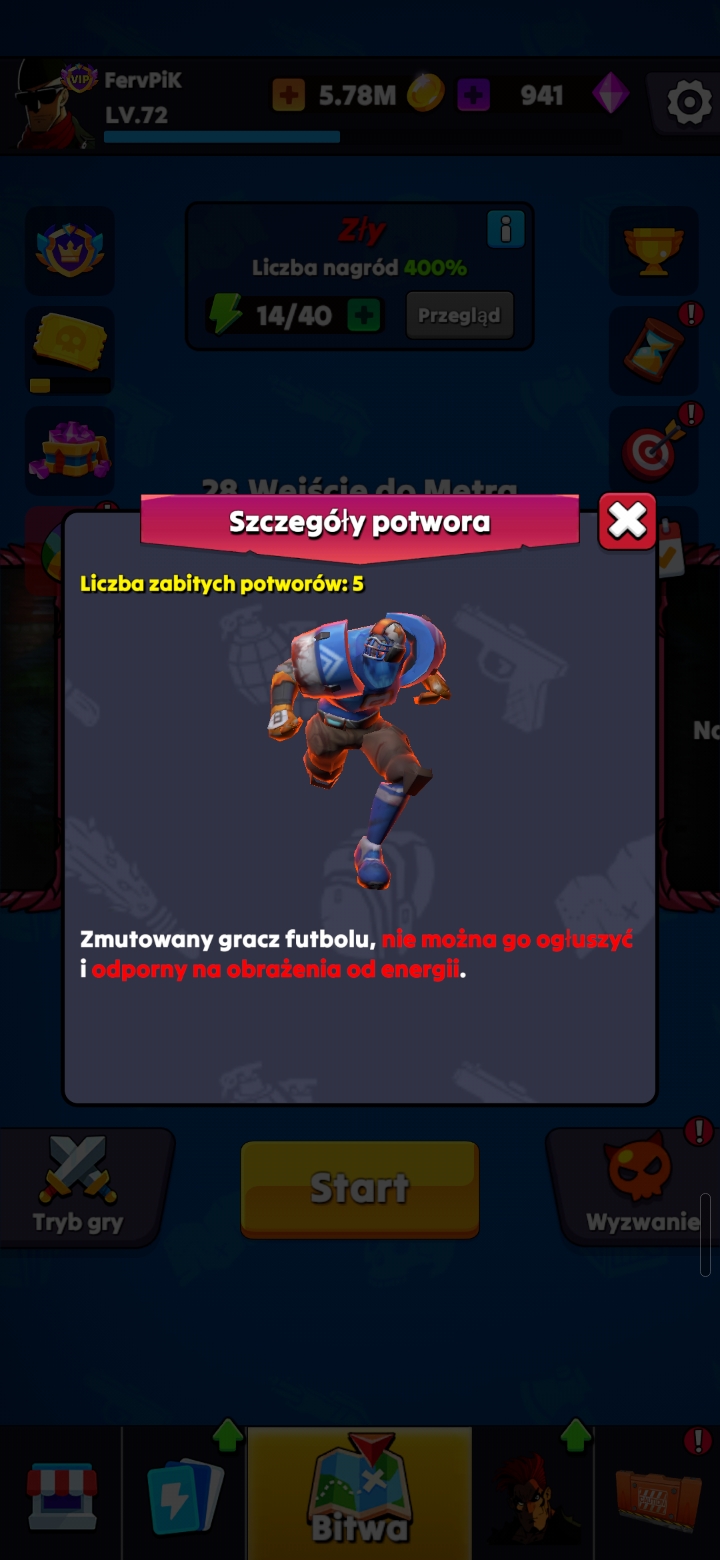 VIP
FervPiK
LV.72
5.78M
941
Zły
Liczba nagród 400%
14/40
Przegląd
28.Wejście do Metra
Szczegóły potwora
Liczba zabitych potworów: 5
Zmutowany gracz futbolu, nie można go ogłuszyć
i odporny na obrażenia od energii.
Start
Tryb gry
Wyzwanie
Bitwa